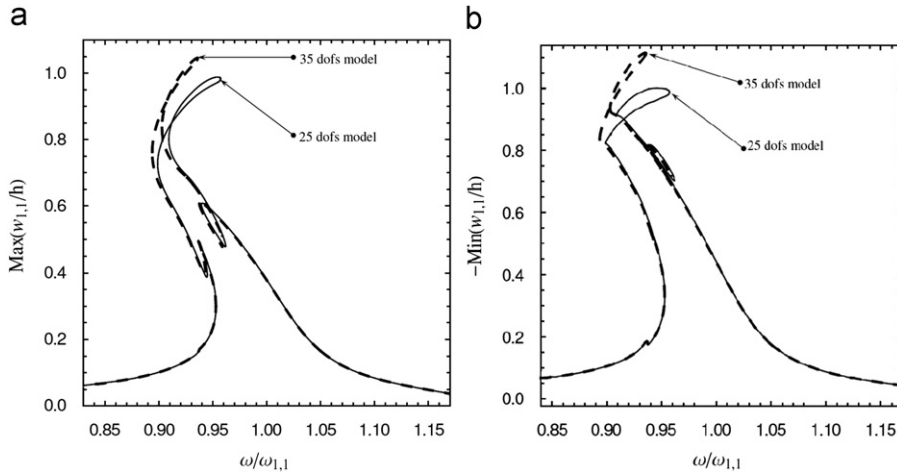 a
Max(w1,1/h)
1.0
0.8
0.6
0.4
0.2
0.0
35 dofs model
25 dofs model
0.85 0.90 0.95 1.00 1.05 1.10 1.15
ω/ω1,1
b
−Min(w1,1/h)
1.0
0.8
0.6
0.4
0.2
0.0
35 dofs model
25 dofs model
0.85 0.90 0.95 1.00 1.05 1.10 1.15
ω/ω1,1